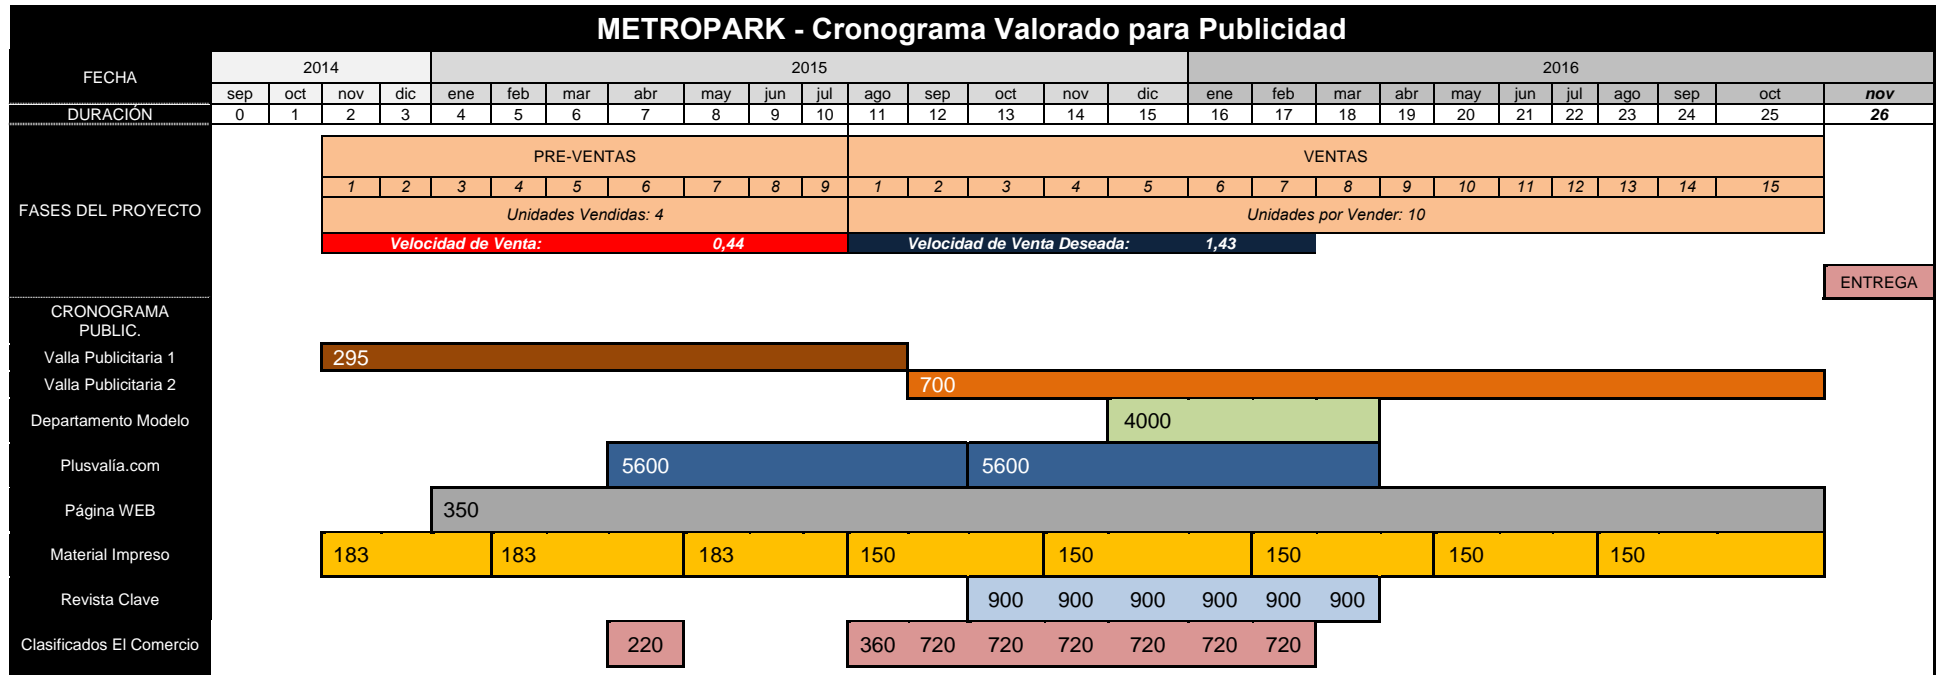 METROPARK - Cronograma Valorado para Publicidad
FECHA
2014 2015 2016
sep oct nov dic ene feb mar abr may jun jul ago sep oct nov dic ene feb mar abr may jun jul ago sep oct nov
DURACIÓN 0 1 2 3 4 5 6 7 8 9 10 11 12 13 14 15 16 17 18 19 20 21 22 23 24 25 26
FASES DEL PROYECTO
PRE-VENTAS VENTAS
1 2 3 4 5 6 7 8 9 1 2 3 4 5 6 7 8 9 10 11 12 13 14 15
Unidades Vendidas: 4 Unidades por Vender: 10
Velocidad de Venta: 0,44 Velocidad de Venta Deseada: 1,43
ENTREGA
CRONOGRAMA
PUBLIC.
Valla Publicitaria 1 295
Valla Publicitaria 2 700
Departamento Modelo 4000
Plusvalía.com 5600 5600
Página WEB 350
Material Impreso 183 183 183 150 150 150 150 150
Revista Clave 900 900 900 900 900 900
Clasificados El Comercio 220 360 720 720 720 720 720 720